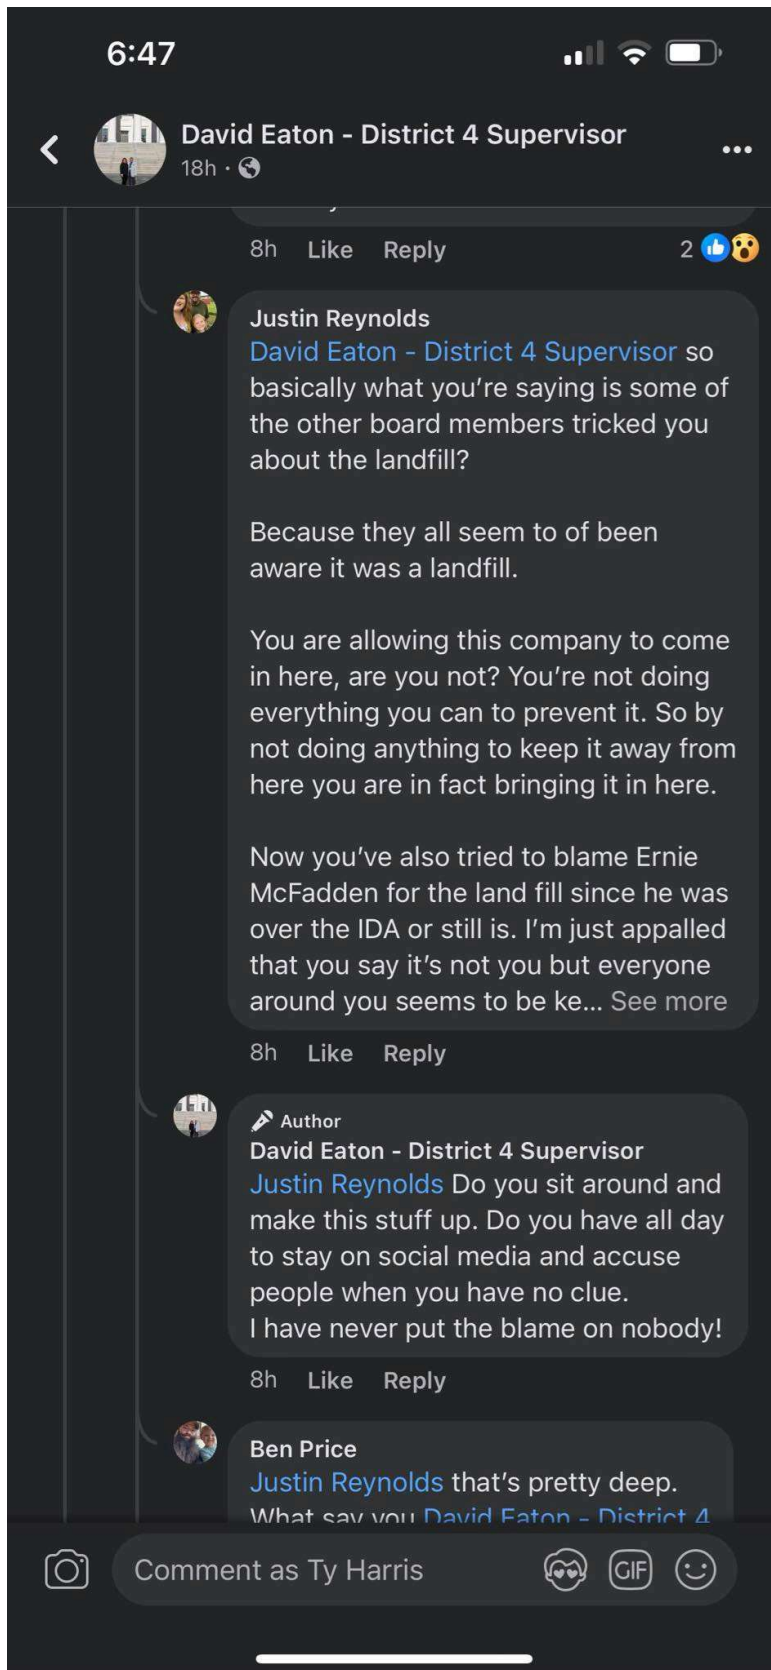 6:47
David Eaton - District 4 Supervisor
18h ·
8h Like Reply 2
Justin Reynolds
David Eaton - District 4 Supervisor so
basically what you’re saying is some of
the other board members tricked you
about the landfill?
Because they all seem to of been
aware it was a landfill.
You are allowing this company to come
in here, are you not? You’re not doing
everything you can to prevent it. So by
not doing anything to keep it away from
here you are in fact bringing it in here.
Now you’ve also tried to blame Ernie
McFadden for the land fill since he was
over the IDA or still is. I’m just appalled
that you say it’s not you but everyone
around you seems to be ke... See more
8h Like Reply
Author
David Eaton - District 4 Supervisor
Justin Reynolds Do you sit around and
make this stuff up. Do you have all day
to stay on social media and accuse
people when you have no clue.
I have never put the blame on nobody!
8h Like Reply
Ben Price
Justin Reynolds that’s pretty deep.
What say you David Eaton - District 4
Comment as Ty Harris
GIF